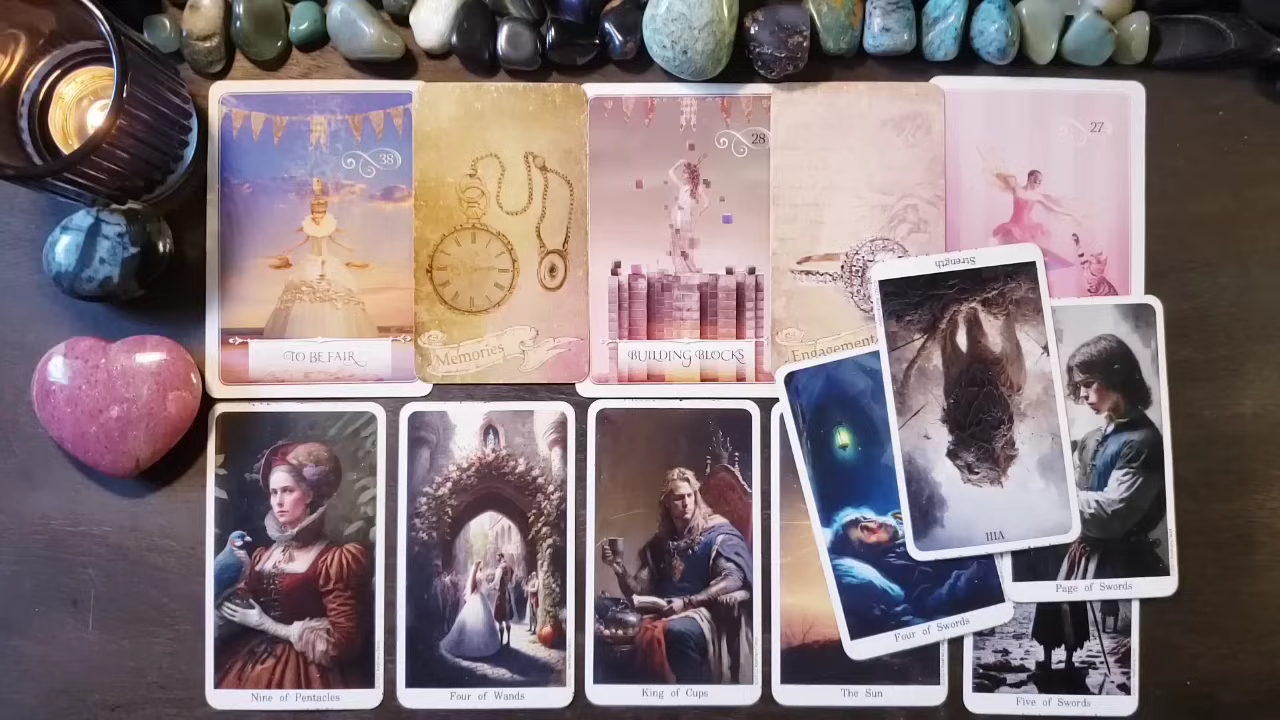 38
28
27
TO BE FAIR
Memories
BUILDING BLOCKS
Engagement
Strength
VIII
Page of Swords
Four of Swords
Nine of Pentacles
Four of Wands
King of Cups
The Sun
Five of Swords